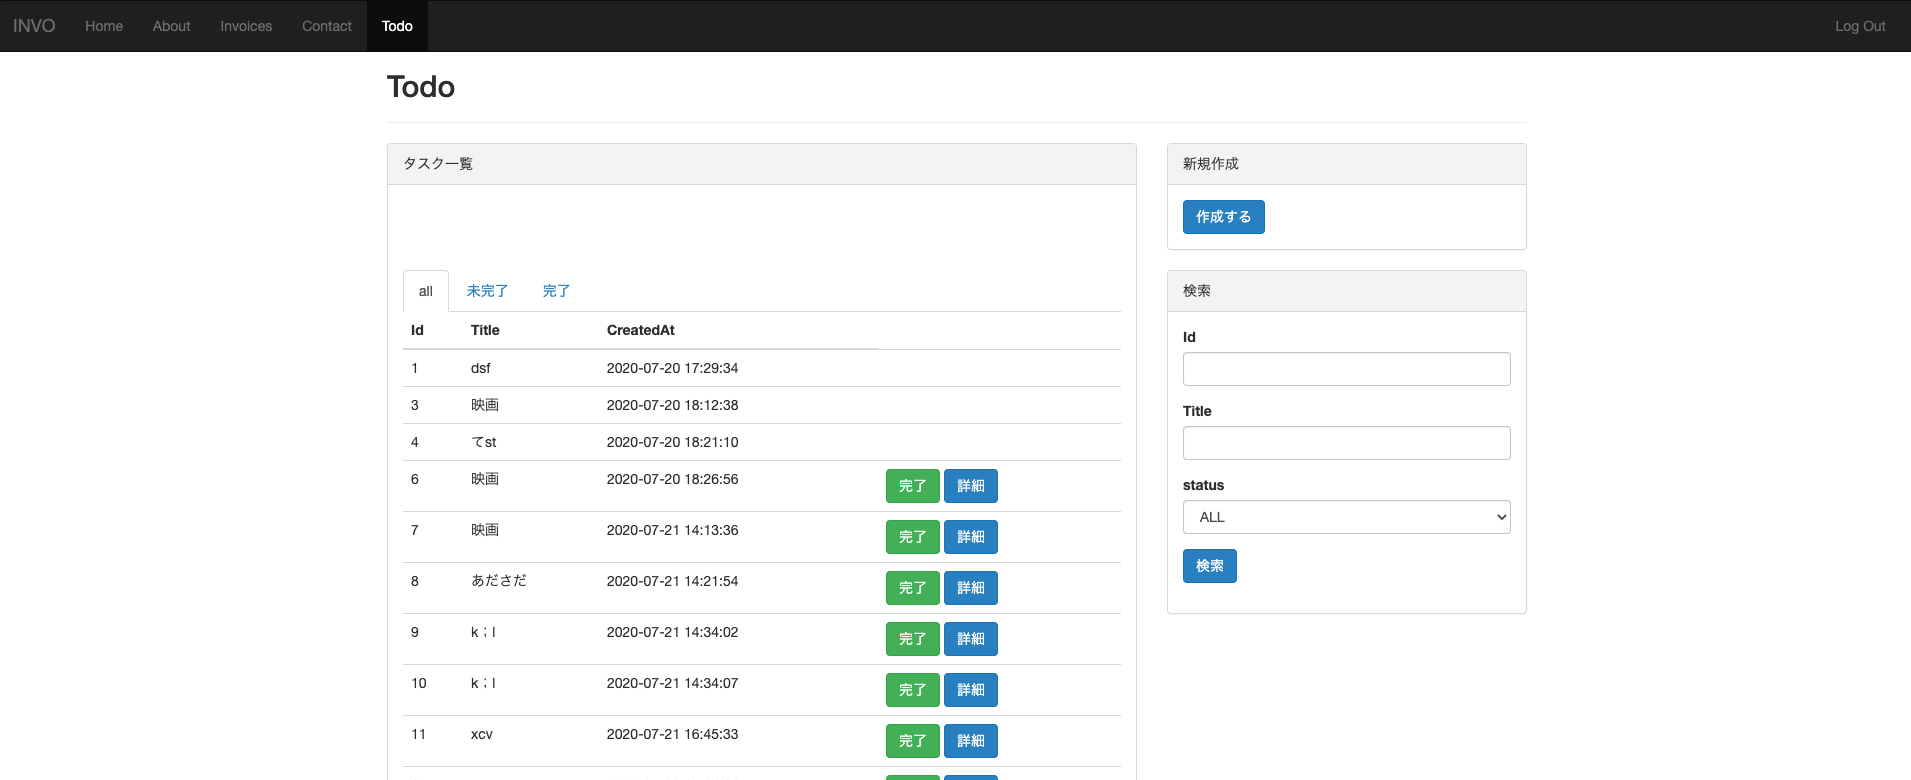 INVO Home About Invoices Contact Todo Log Out
Todo
タスク一覧
all 未完了 完了
Id Title CreatedAt
1 dsf 2020-07-20 17:29:34
3 映画 2020-07-20 18:12:38
4 てst 2020-07-20 18:21:10
6 映画 2020-07-20 18:26:56 完了 詳細
7 映画 2020-07-21 14:13:36 完了 詳細
8 あださだ 2020-07-21 14:21:54 完了 詳細
9 k；l 2020-07-21 14:34:02 完了 詳細
10 k；l 2020-07-21 14:34:07 完了 詳細
11 xcv 2020-07-21 16:45:33 完了 詳細
新規作成
作成する
検索
Id
Title
status
ALL
検索